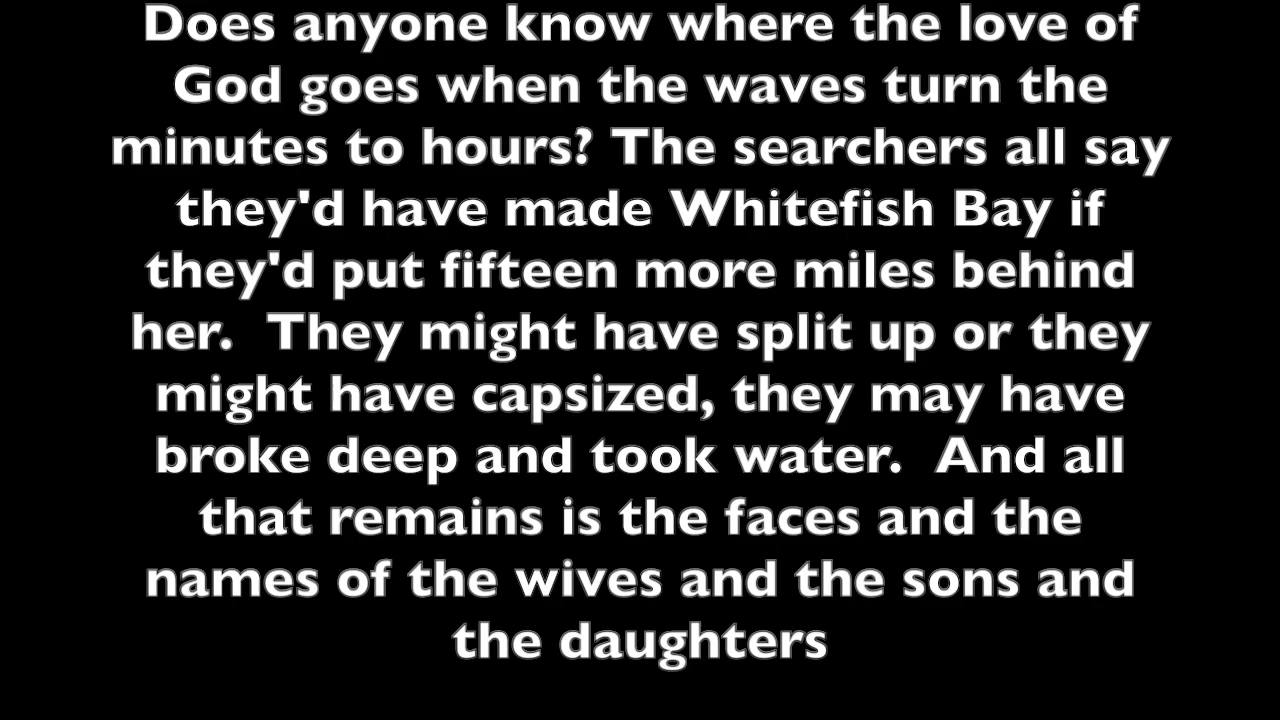 Does anyone know where the love of
God goes when the waves turn the
minutes to hours? The searchers all say
they'd have made Whitefish Bay if
they'd put fifteen more miles behind
her.  They might have split up or they
might have capsized, they may have
broke deep and took water.  And all
that remains is the faces and the
names of the wives and the sons and
the daughters